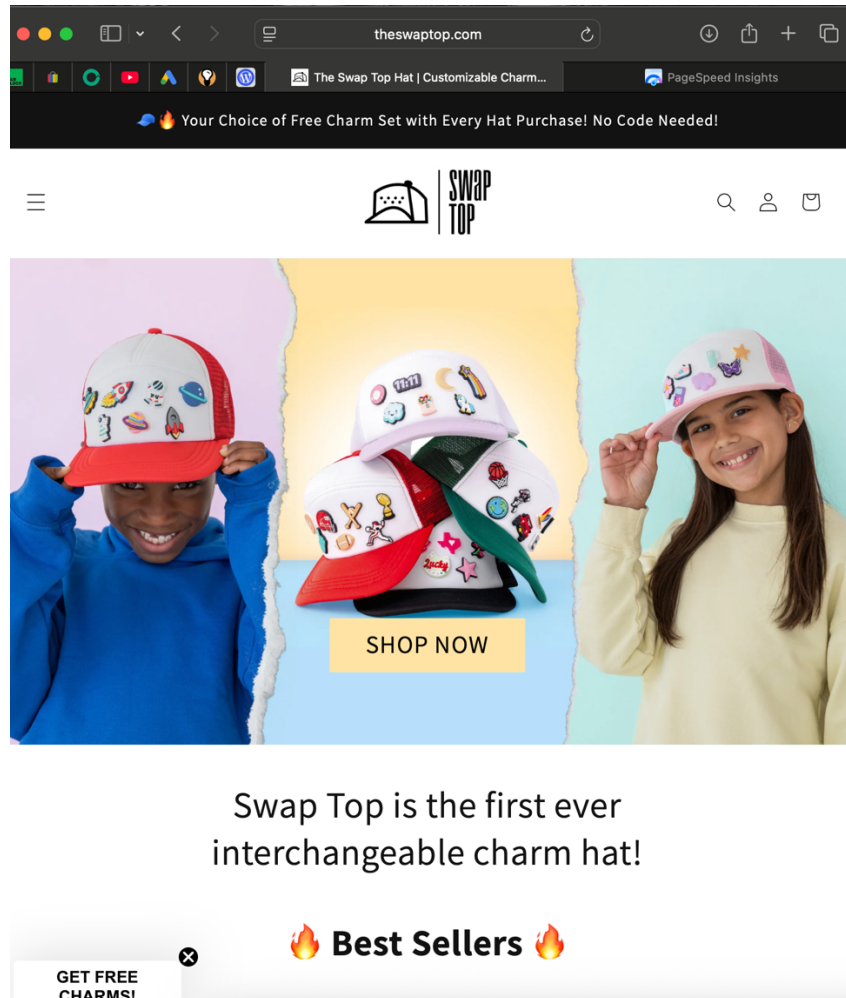 theswaptop.com
The Swap Top Hat | Customizable Charm...
PageSpeed Insights
Your Choice of Free Charm Set with Every Hat Purchase! No Code Needed!
SWAP
TOP
11:11
Lucky
SHOP NOW
Swap Top is the first ever
interchangeable charm hat!
Best Sellers
GET FREE
CHARMS!